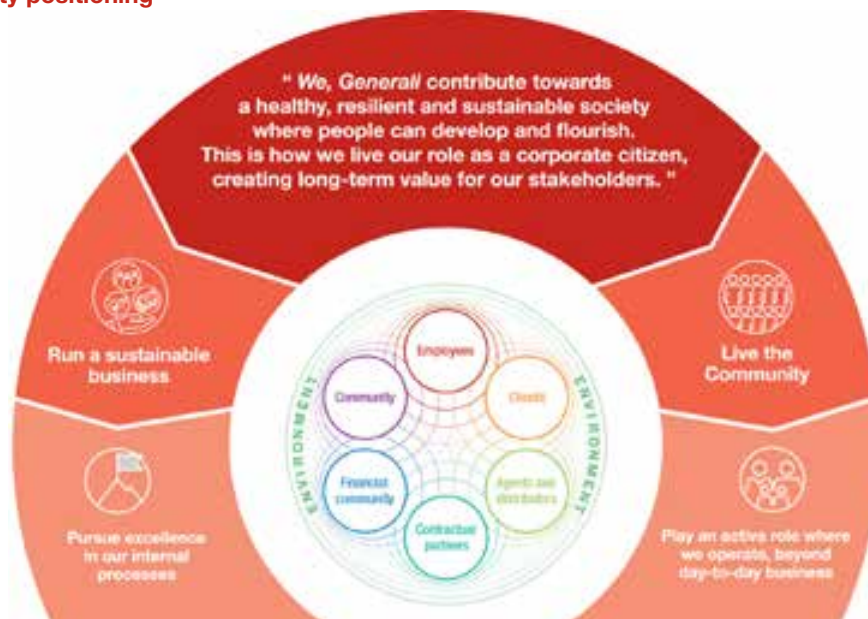 ty positioning
" We, Generali contribute towards
a healthy, resilient and sustainable society
where people can develop and flourish.
This is how we live our role as a corporate citizen,
creating long-term value for our stakeholders. "
Run a sustainable
business
Live the
Community
Pursue excellence
in our internal
processes
Play an active role where
we operate, beyond
day-to-day business
ENVIRONMENT
ENVIRONMENT
Employees
Community
Clients
Financial
community
Agents and
distributors
Contractual
partners